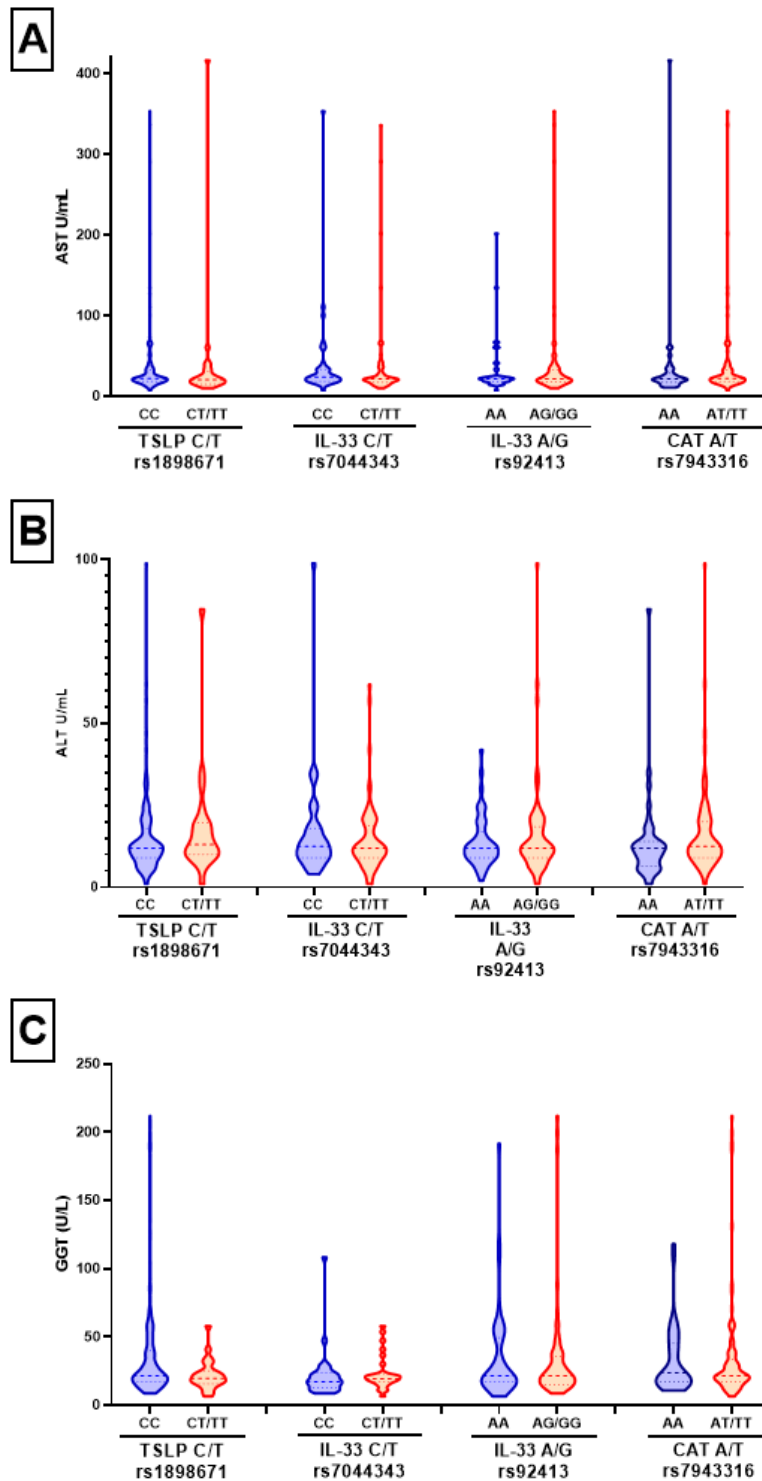 A
AST U/mL
400
300
200
100
0
CC CT/TT CC CT/TT AA AG/GG AA AT/TT
TSLP C/T IL-33 C/T IL-33 A/G CAT A/T
rs1898671 rs7044343 rs92413 rs7943316
B
ALT U/mL
100
50
0
CC CT/TT CC CT/TT AA AG/GG AA AT/TT
TSLP C/T IL-33 C/T IL-33 CAT A/T
rs1898671 rs7044343 A/G rs7943316
rs92413
C
GGT (U/L)
250
200
150
100
50
0
CC CT/TT CC CT/TT AA AG/GG AA AT/TT
TSLP C/T IL-33 C/T IL-33 A/G CAT A/T
rs1898671 rs7044343 rs92413 rs7943316